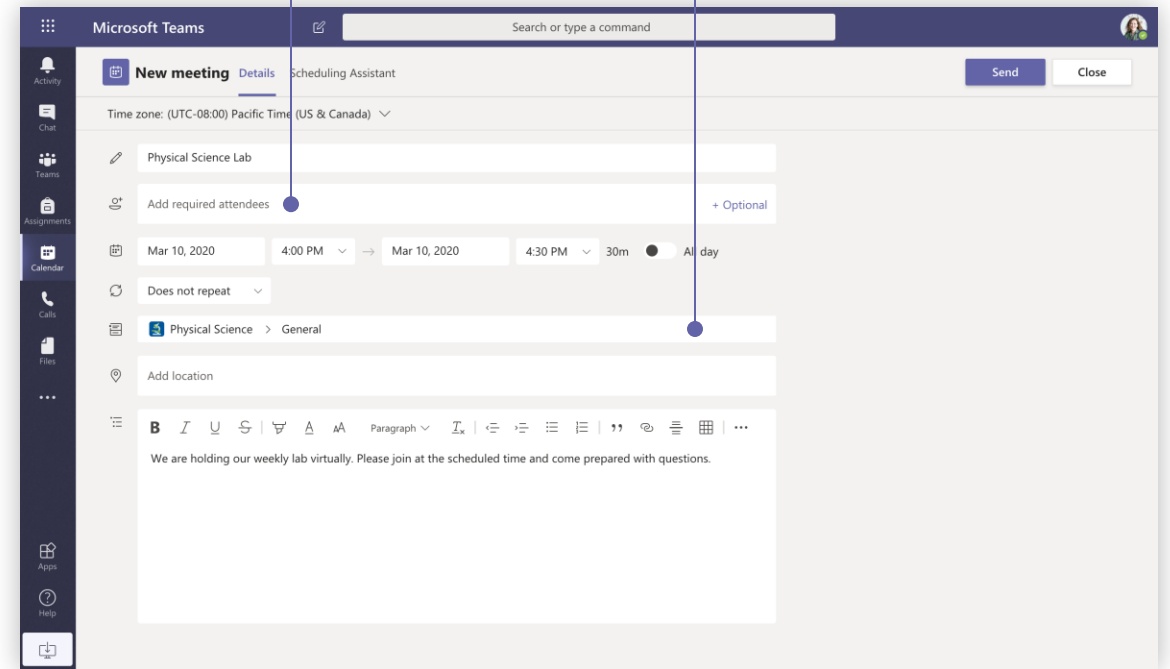 Microsoft Teams Search or type a command
Activity
Chat
Teams
Assignments
Calendar
Calls
Files
Apps
Help
New meeting Details Scheduling Assistant Send Close
Time zone: (UTC-08:00) Pacific Time (US & Canada)
Physical Science Lab
Add required attendees + Optional
Mar 10, 2020 4:00 PM → Mar 10, 2020 4:30 PM 30m All day
Does not repeat
Physical Science > General
Add location
B I U S A AA Paragraph Tx
We are holding our weekly lab virtually. Please join at the scheduled time and come prepared with questions.